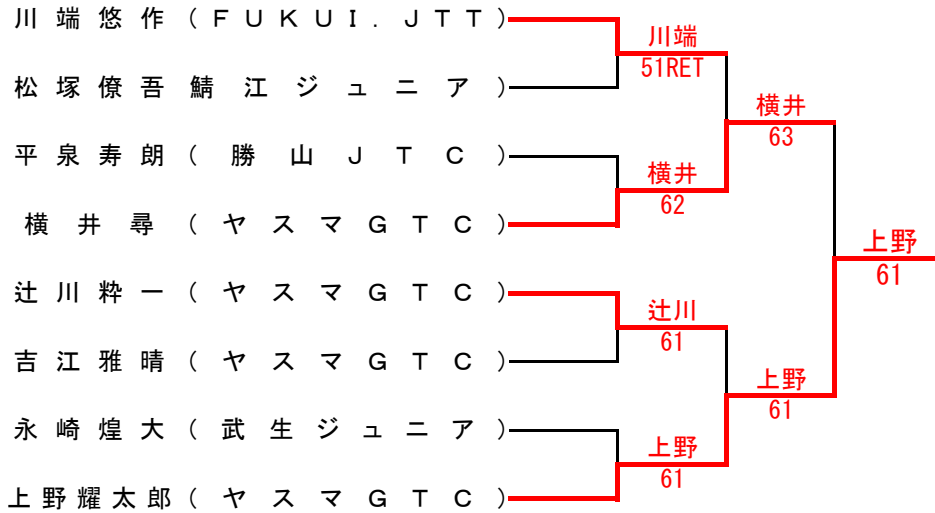 川端悠作(FUKUI.JTT)
川端
51RET
松塚僚吾鯖江ジュニア)
横井
63
平泉寿朗(勝山JTC)
横井
62
横井尋(ヤスマGTC)
上野
61
辻川粋一(ヤスマGTC)
辻川
61
吉江雅晴(ヤスマGTC)
上野
61
永崎煌大(武生ジュニア)
上野
61
上野耀太郎(ヤスマGTC)